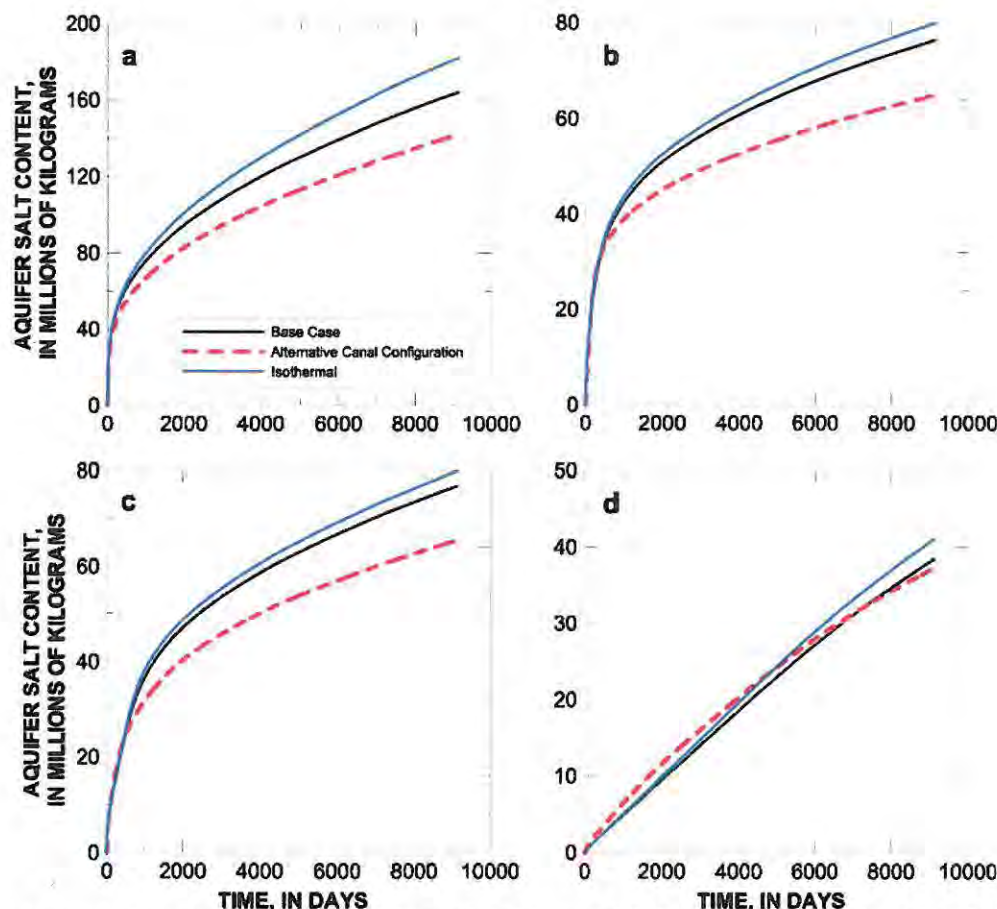 AQUIFER SALT CONTENT,
IN MILLIONS OF KILOGRAMS
200
160
120
80
40
0
a
Base Case
Alternative Canal Configuration
Isothermal
0 2000 4000 6000 8000 10000
80
60
40
20
0
b
0 2000 4000 6000 8000 10000
AQUIFER SALT CONTENT,
IN MILLIONS OF KILOGRAMS
80
60
40
20
0
c
0 2000 4000 6000 8000 10000
TIME, IN DAYS
50
40
30
20
10
0
d
0 2000 4000 6000 8000 10000
TIME, IN DAYS